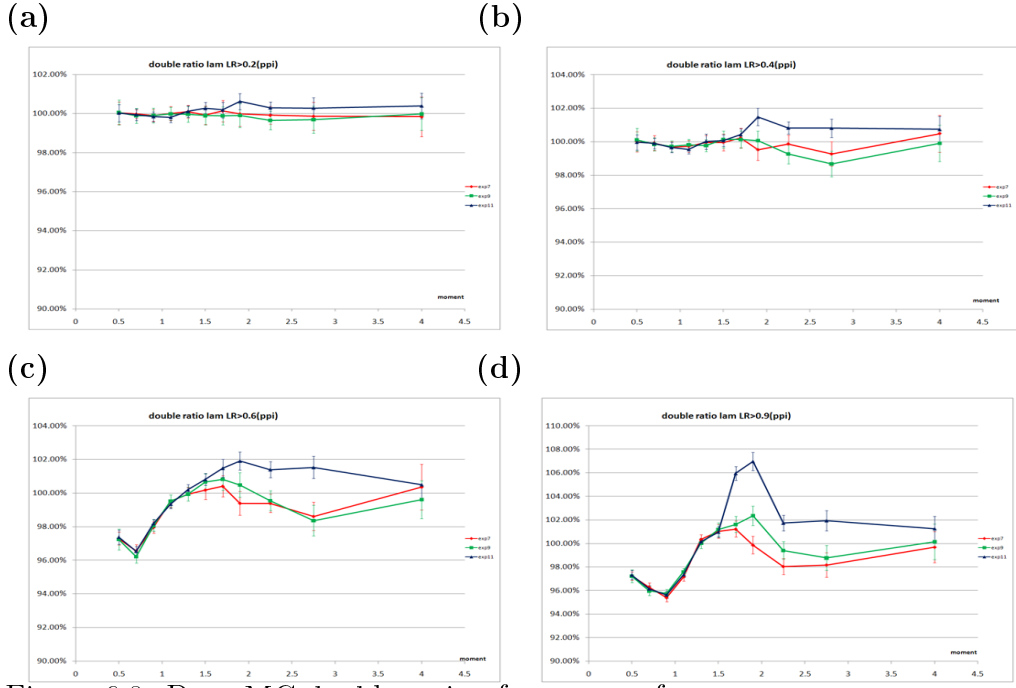 (a)
double ratio lam LR>0.2(ppi)
102.00%
100.00%
98.00%
96.00%
94.00%
92.00%
90.00%
exp7
exp9
exp11
moment
0 0.5 1 1.5 2 2.5 3 3.5 4 4.5
(b)
double ratio lam LR>0.4(ppi)
104.00%
102.00%
100.00%
98.00%
96.00%
94.00%
92.00%
90.00%
exp7
exp9
exp11
moment
0 0.5 1 1.5 2 2.5 3 3.5 4 4.5
(c)
double ratio lam LR>0.6(ppi)
104.00%
102.00%
100.00%
98.00%
96.00%
94.00%
92.00%
90.00%
exp7
exp9
exp11
moment
0 0.5 1 1.5 2 2.5 3 3.5 4 4.5
(d)
double ratio lam LR>0.9(ppi)
110.00%
108.00%
106.00%
104.00%
102.00%
100.00%
98.00%
96.00%
94.00%
92.00%
90.00%
exp7
exp9
exp11
moment
0 0.5 1 1.5 2 2.5 3 3.5 4 4.5